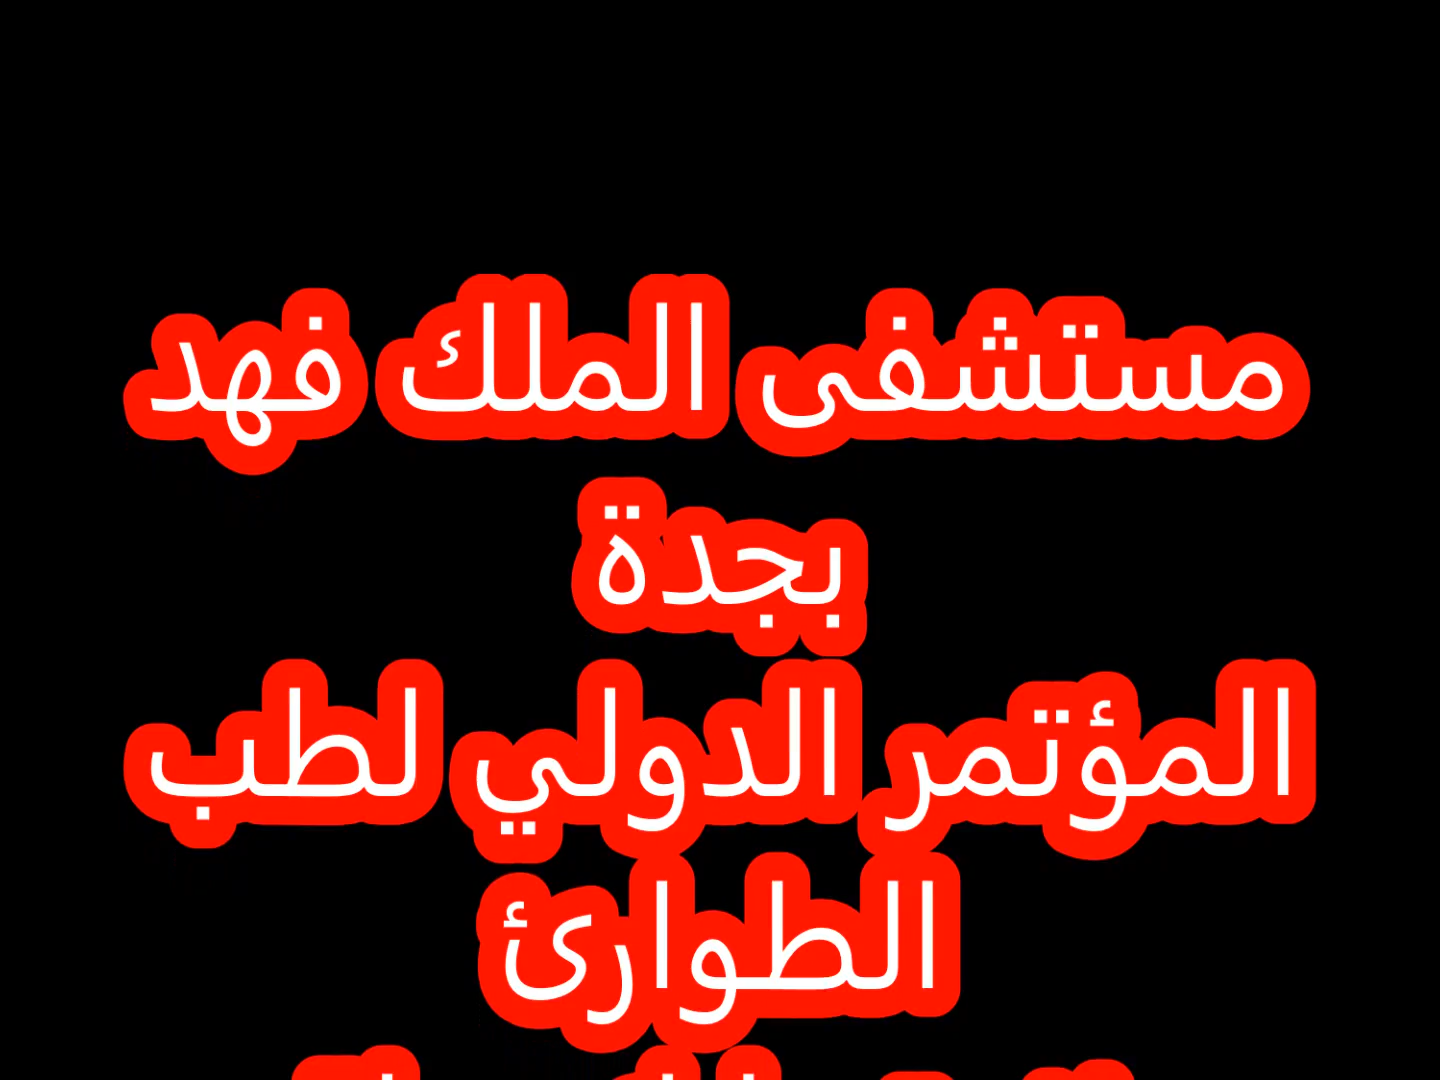 مستشفى الملك فهد
بجدة
المؤتمر الدولي لطب
الطوارئ